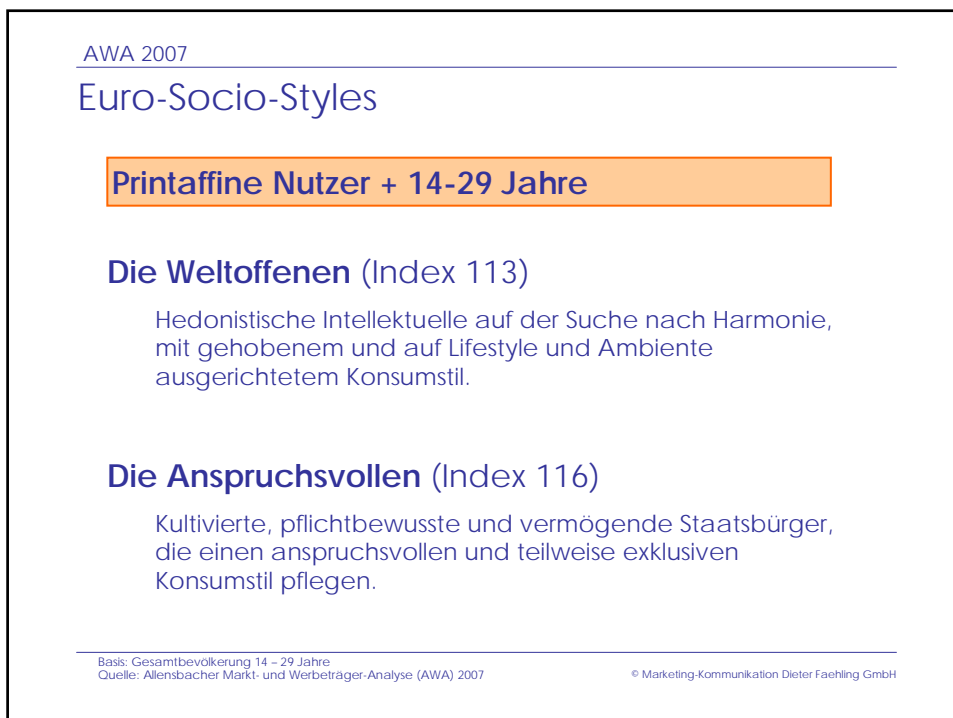 AWA 2007
Euro-Socio-Styles
Printaffine Nutzer + 14-29 Jahre
Die Weltoffenen (Index 113)
Hedonistische Intellektuelle auf der Suche nach Harmonie,
mit gehobenem und auf Lifestyle und Ambiente
ausgerichtetem Konsumstil.
Die Anspruchsvollen (Index 116)
Kultivierte, pflichtbewusste und vermögende Staatsbürger,
die einen anspruchsvollen und teilweise exklusiven
Konsumstil pflegen.
Basis: Gesamtbevölkerung 14 – 29 Jahre
Quelle: Allensbacher Markt- und Werbeträger-Analyse (AWA) 2007
© Marketing-Kommunikation Dieter Faehling GmbH